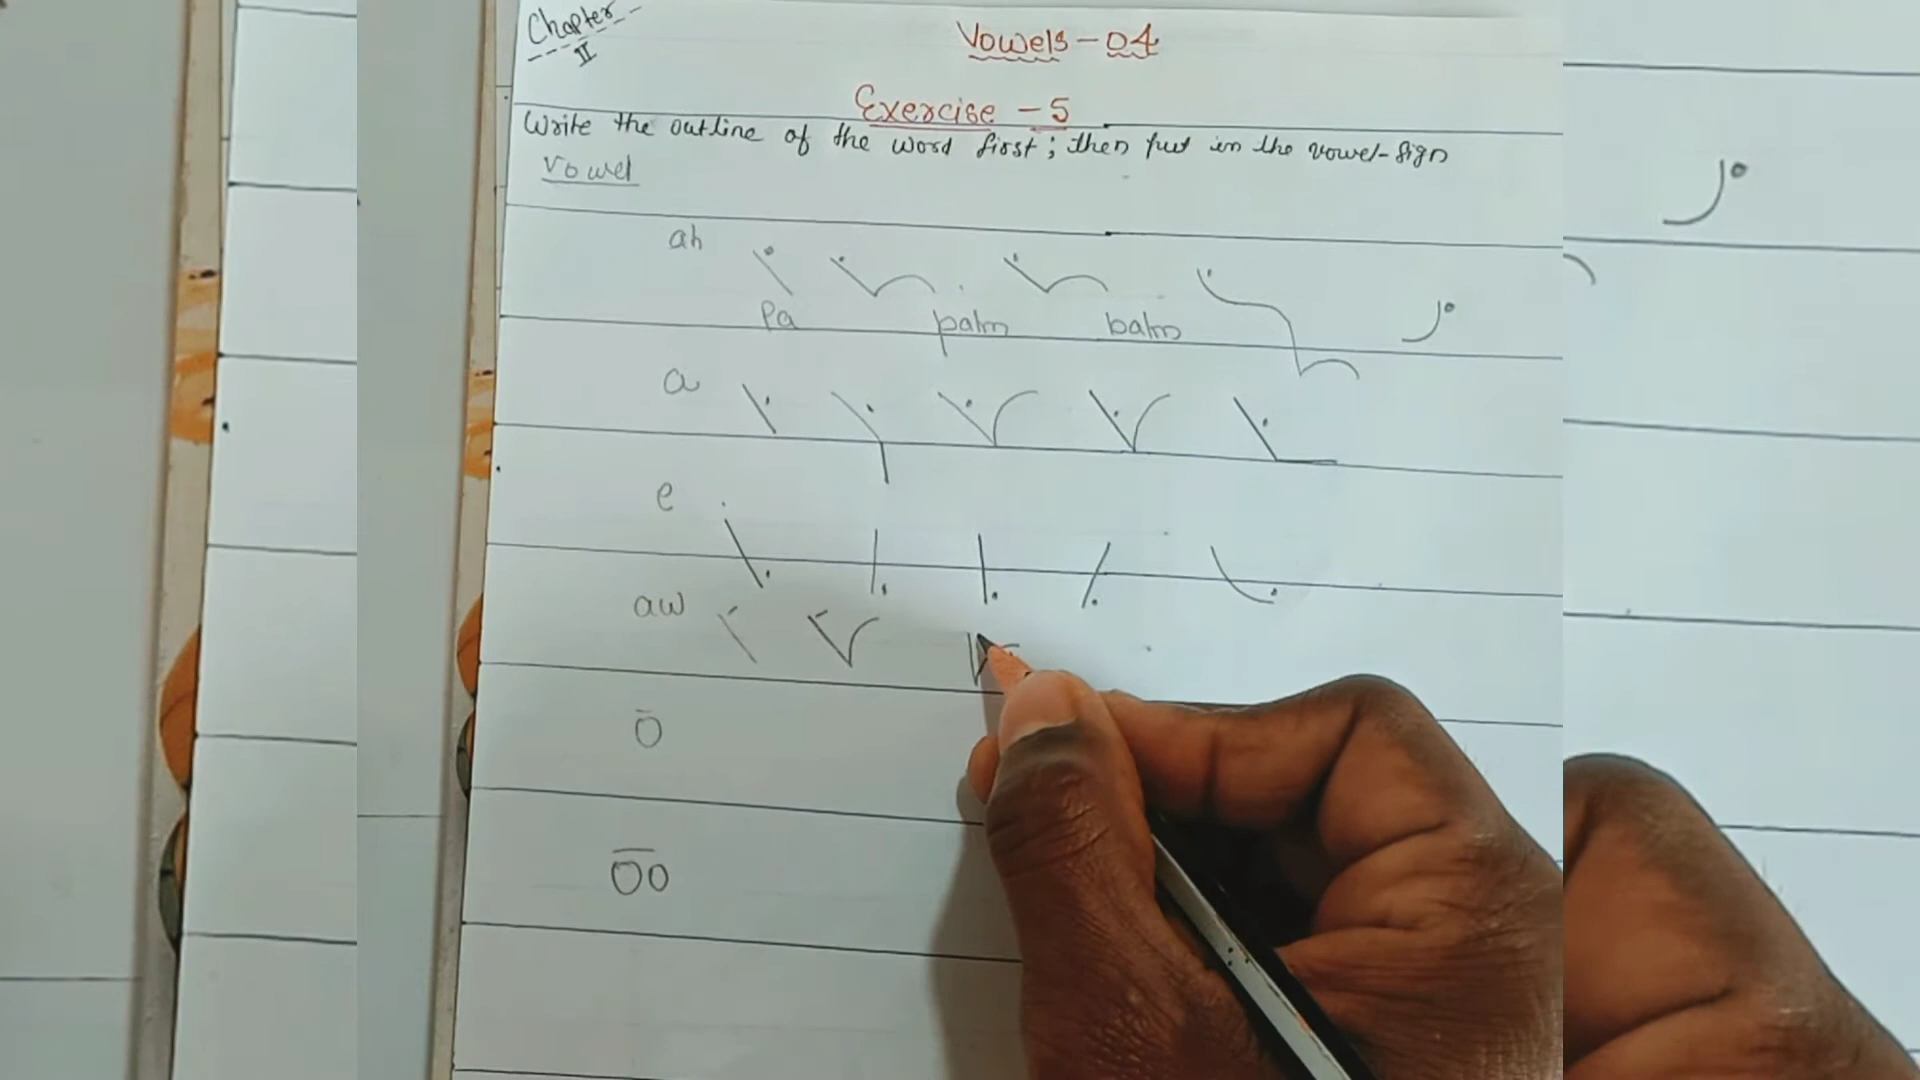 Chapter
II
Vowels - 04
Exercise - 5
Write the outline of the word first; then put in the vowel-sign
Vowel
ah
Pa palm balm
a
e
aw
ō
ōō